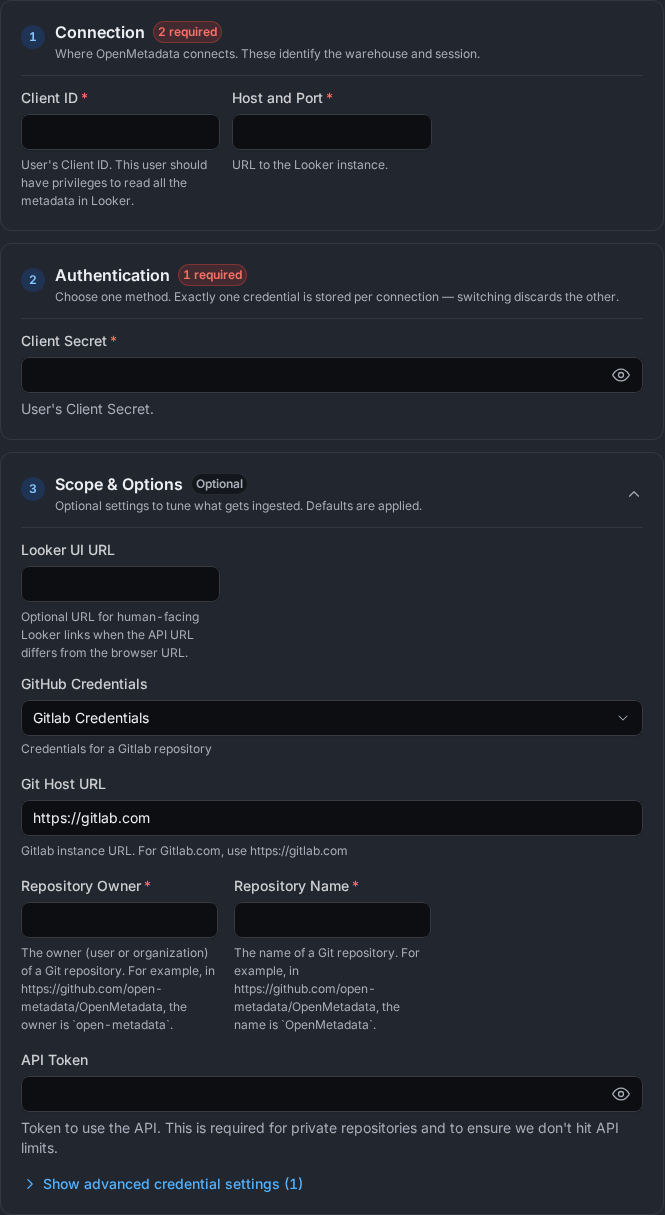 1
Connection 2 required
Where OpenMetadata connects. These identify the warehouse and session.
Client ID *
User's Client ID. This user should
have privileges to read all the
metadata in Looker.
Host and Port *
URL to the Looker instance.
2
Authentication 1 required
Choose one method. Exactly one credential is stored per connection — switching discards the other.
Client Secret *
User's Client Secret.
3
Scope & Options Optional
Optional settings to tune what gets ingested. Defaults are applied.
Looker UI URL
Optional URL for human-facing
Looker links when the API URL
differs from the browser URL.
GitHub Credentials
Gitlab Credentials
Credentials for a Gitlab repository
Git Host URL
https://gitlab.com
Gitlab instance URL. For Gitlab.com, use https://gitlab.com
Repository Owner *
The owner (user or organization)
of a Git repository. For example, in
https://github.com/open-
metadata/OpenMetadata, the
owner is `open-metadata`.
Repository Name *
The name of a Git repository. For
example, in
https://github.com/open-
metadata/OpenMetadata, the
name is `OpenMetadata`.
API Token
Token to use the API. This is required for private repositories and to ensure we don't hit API
limits.
Show advanced credential settings (1)